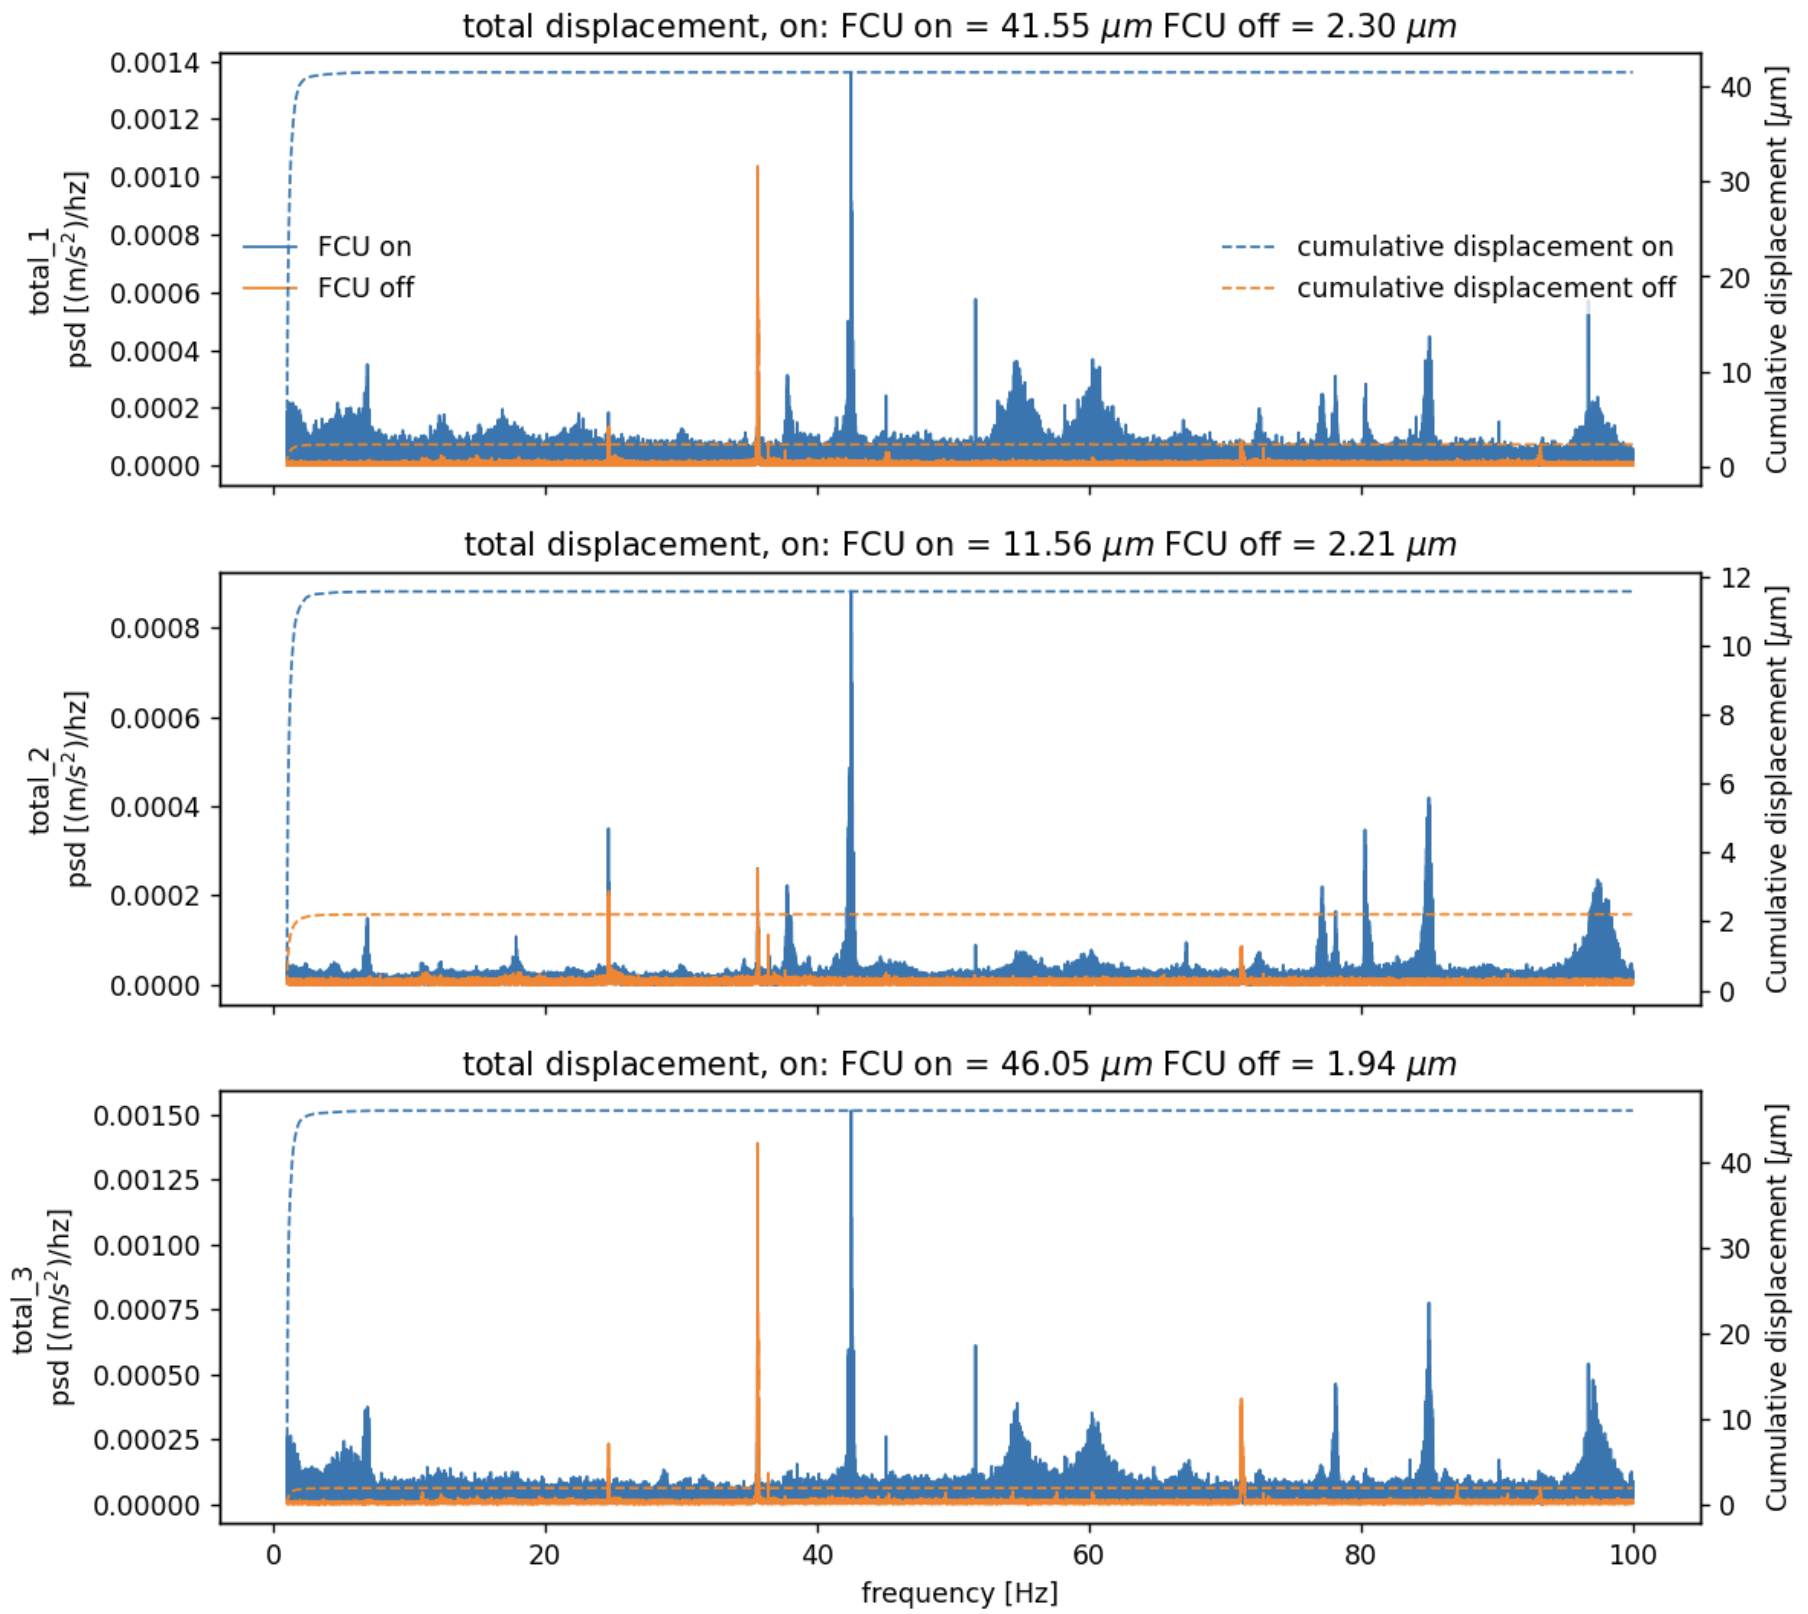 total displacement, on: FCU on = 41.55 μm FCU off = 2.30 μm
0.0014
0.0012
0.0010
0.0008
0.0006
0.0004
0.0002
0.0000
total_1
psd [(m/s²)/hz]
FCU on
FCU off
cumulative displacement on
cumulative displacement off
40
30
20
10
0
Cumulative displacement [μm]
total displacement, on: FCU on = 11.56 μm FCU off = 2.21 μm
0.0008
0.0006
0.0004
0.0002
0.0000
total_2
psd [(m/s²)/hz]
12
10
8
6
4
2
0
Cumulative displacement [μm]
total displacement, on: FCU on = 46.05 μm FCU off = 1.94 μm
0.00150
0.00125
0.00100
0.00075
0.00050
0.00025
0.00000
total_3
psd [(m/s²)/hz]
40
30
20
10
0
Cumulative displacement [μm]
0 20 40 60 80 100
frequency [Hz]